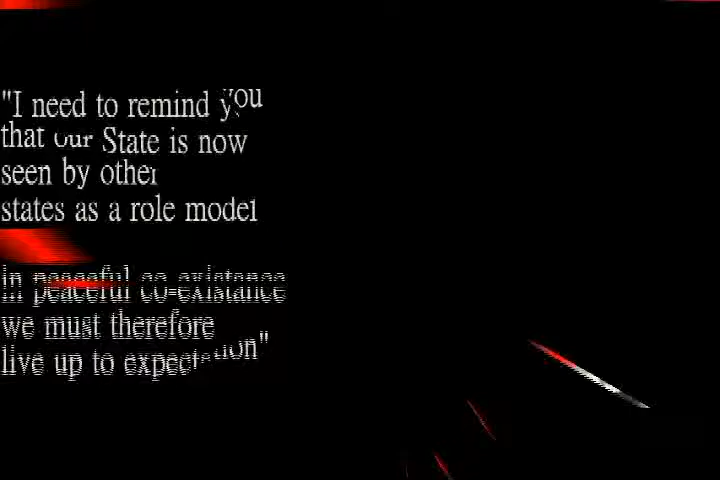 "I need to remind you
that our State is now
seen by other
states as a role model
in peaceful co-existance
we must therefore
live up to expectation"